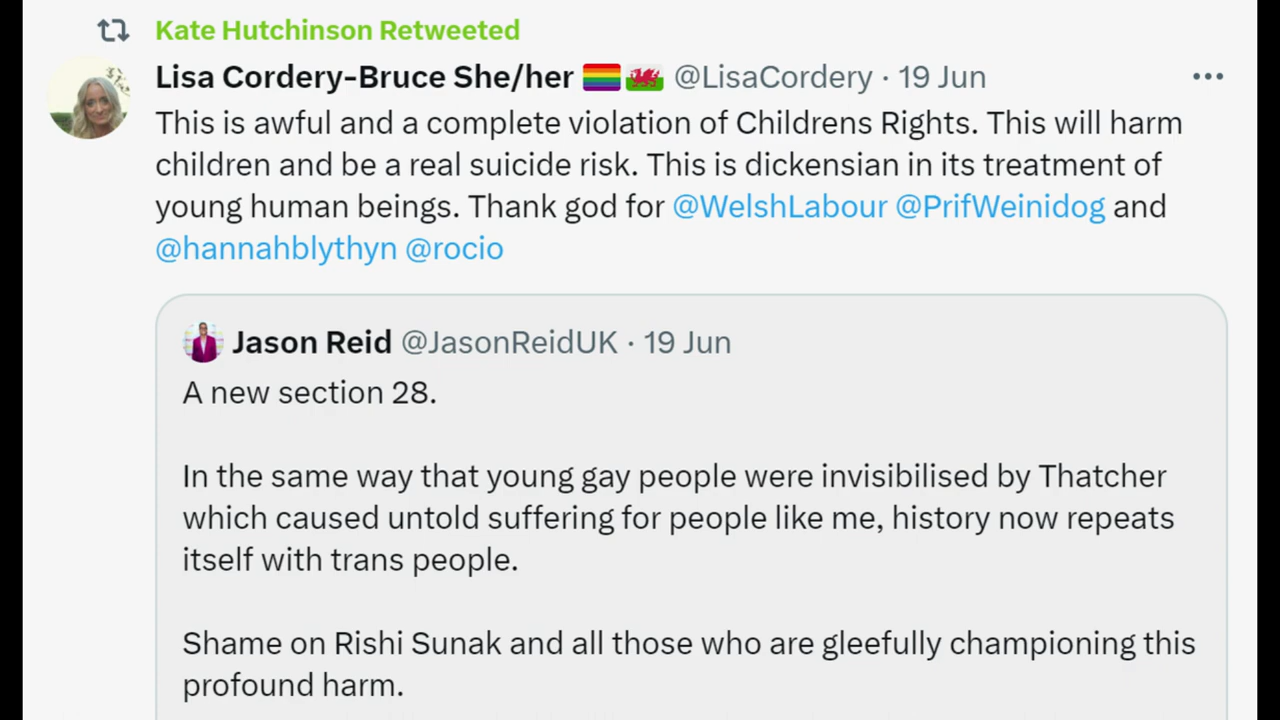 Kate Hutchinson Retweeted
Lisa Cordery-Bruce She/her @LisaCordery · 19 Jun
This is awful and a complete violation of Childrens Rights. This will harm
children and be a real suicide risk. This is dickensian in its treatment of
young human beings. Thank god for @WelshLabour @PrifWeinidog and
@hannahblythyn @rocio
Jason Reid @JasonReidUK · 19 Jun
A new section 28.
In the same way that young gay people were invisibilised by Thatcher
which caused untold suffering for people like me, history now repeats
itself with trans people.
Shame on Rishi Sunak and all those who are gleefully championing this
profound harm.